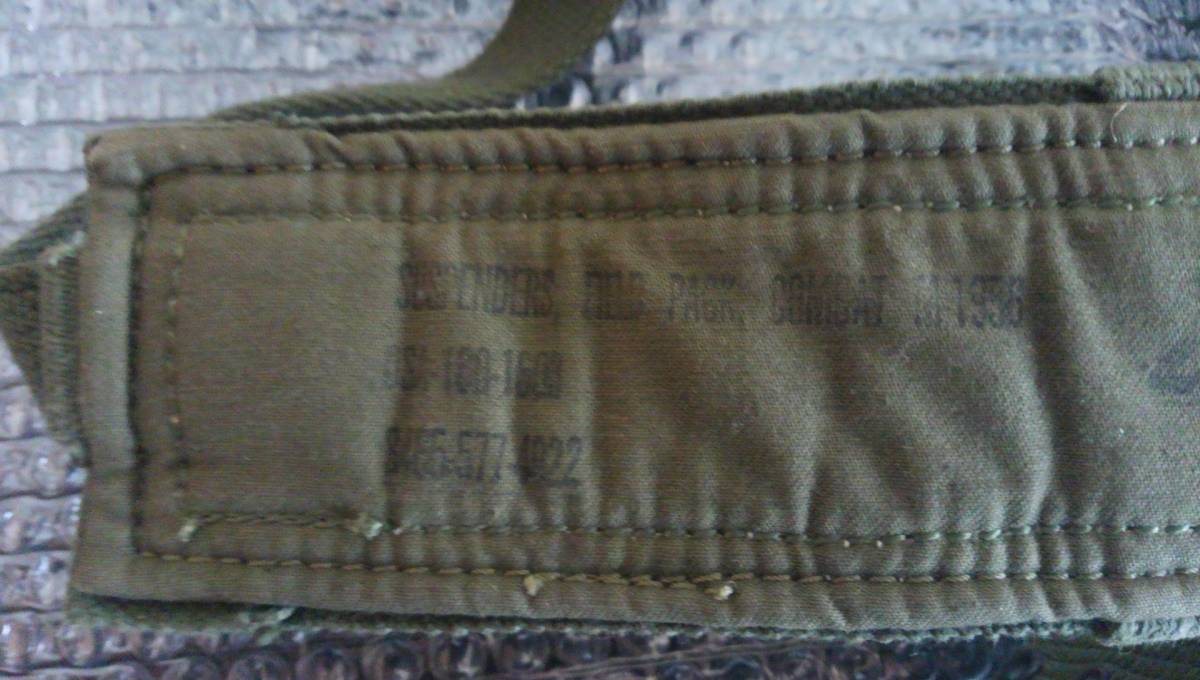 SUSPENDERS, FIELD PACK, COMBAT M-1956
8465-577-4922